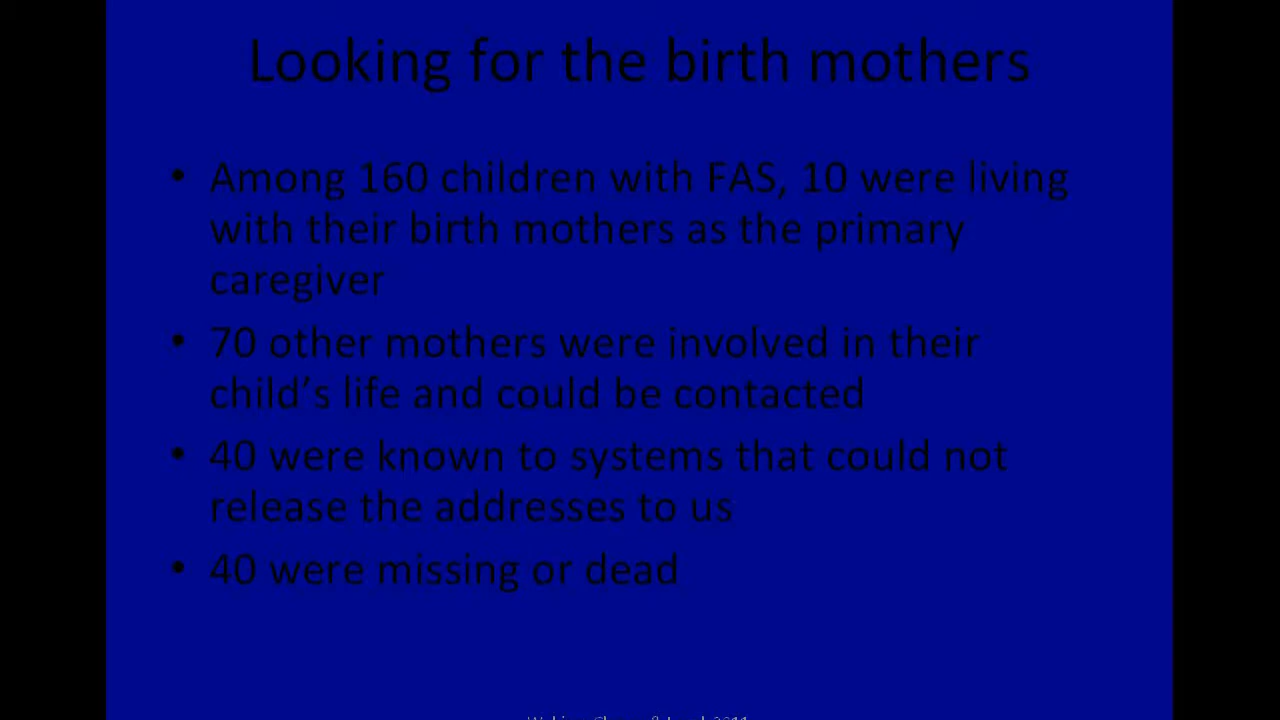 Looking for the birth mothers
• Among 160 children with FAS, 10 were living
with their birth mothers as the primary
caregiver
• 70 other mothers were involved in their
child’s life and could be contacted
• 40 were known to systems that could not
release the addresses to us
• 40 were missing or dead